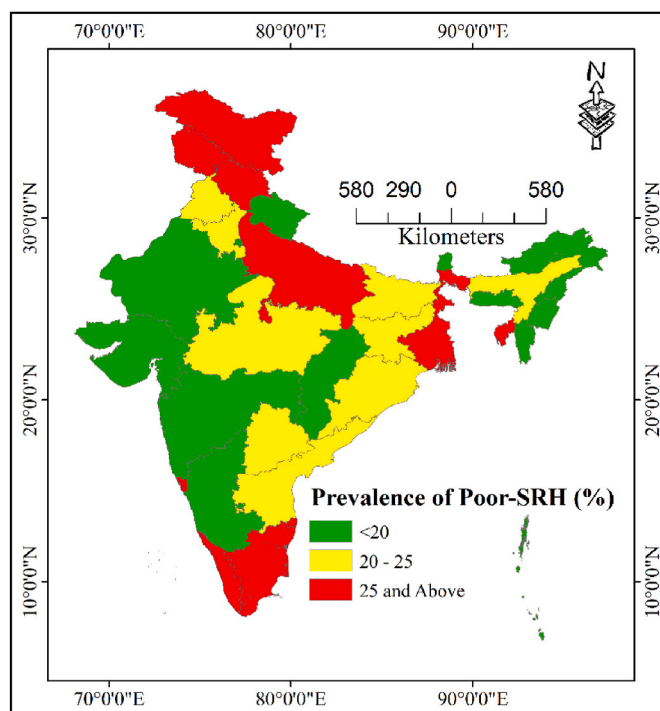 70°0'0"E 80°0'0"E 90°0'0"E
N
580 290 0 580
Kilometers
30°0'0"N 30°0'0"N
20°0'0"N 20°0'0"N
Prevalence of Poor-SRH (%)
<20
20 - 25
25 and Above
10°0'0"N 10°0'0"N
70°0'0"E 80°0'0"E 90°0'0"E